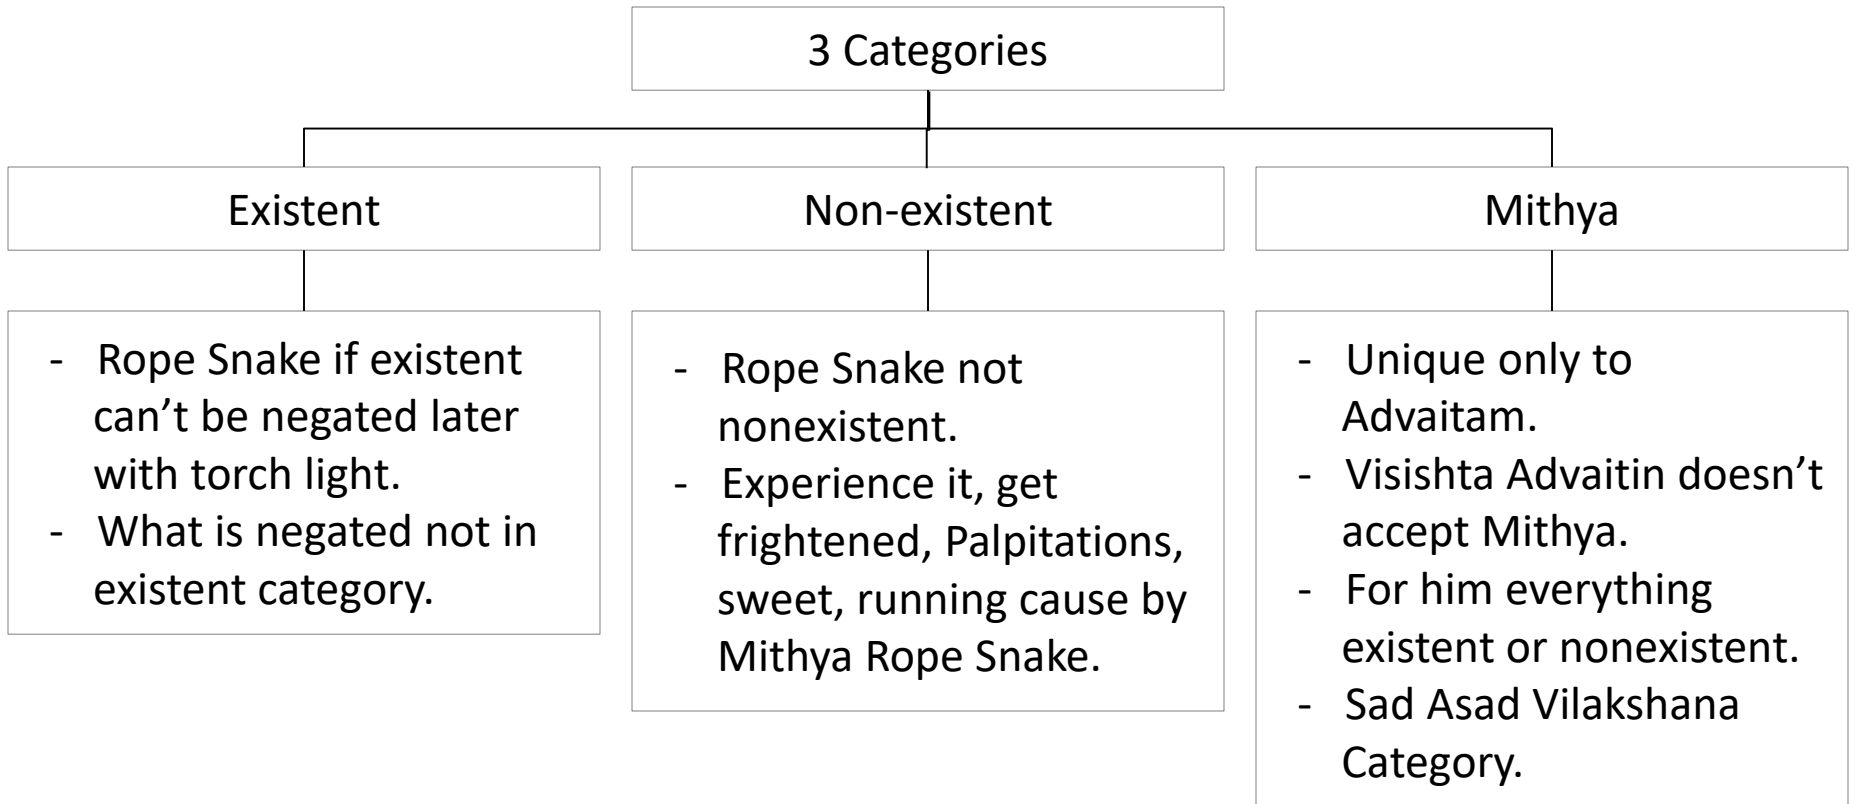 3 Categories
Existent
Non-existent
Mithya
- Rope Snake if existent
can’t be negated later
with torch light.
- What is negated not in
existent category.
- Rope Snake not
nonexistent.
- Experience it, get
frightened, Palpitations,
sweet, running cause by
Mithya Rope Snake.
- Unique only to
Advaitam.
- Visishta Advaitin doesn’t
accept Mithya.
- For him everything
existent or nonexistent.
- Sad Asad Vilakshana
Category.